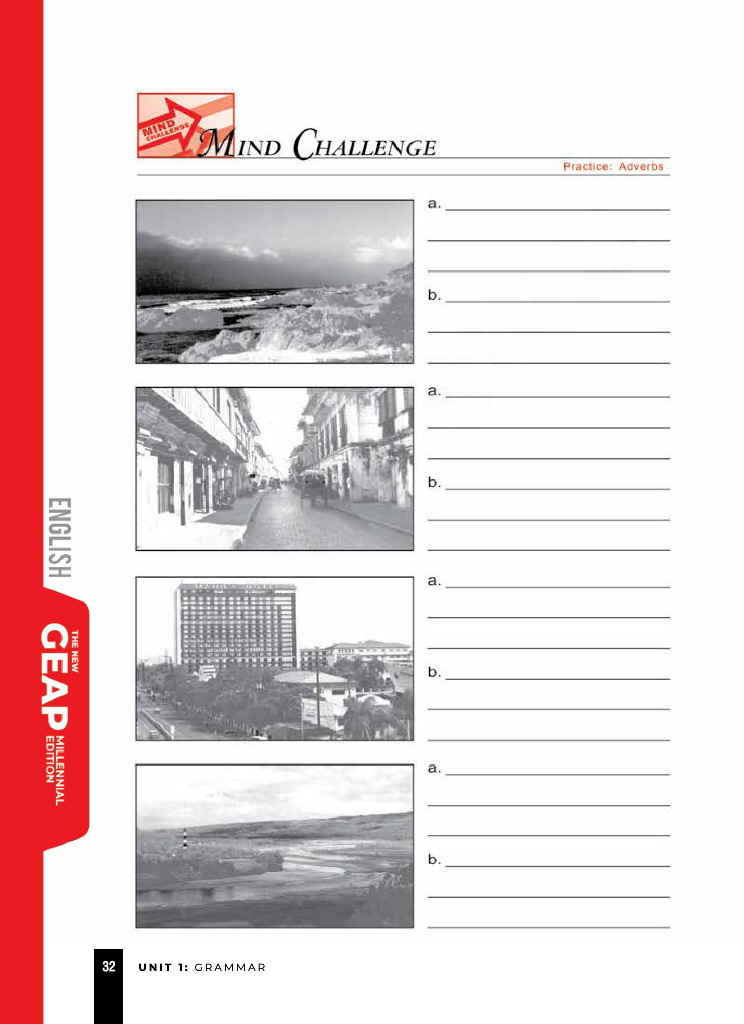 MIND
CHALLENGE
MIND CHALLENGE
Practice: Adverbs
a.
b.
a.
b.
a.
b.
a.
b.
ENGLISH
THE NEW
GEAP
MILLENNIAL
EDITION
32
UNIT 1: GRAMMAR